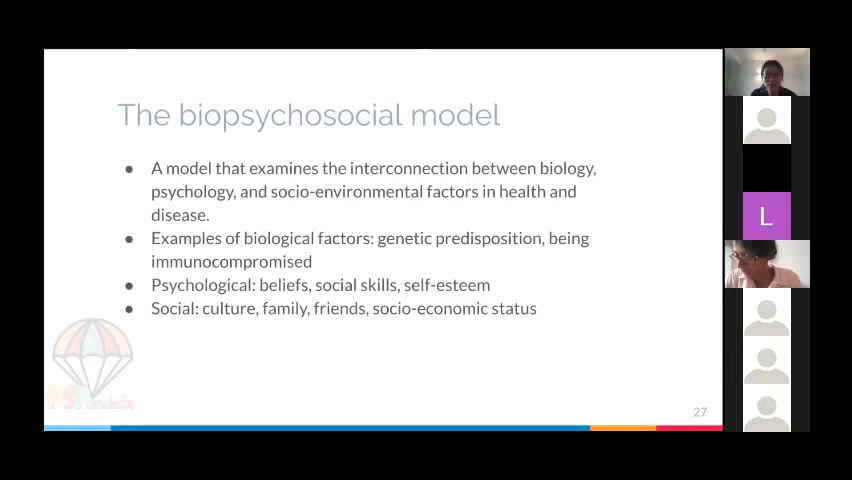 The biopsychosocial model
● A model that examines the interconnection between biology,
psychology, and socio-environmental factors in health and
disease.
● Examples of biological factors: genetic predisposition, being
immunocompromised
● Psychological: beliefs, social skills, self-esteem
● Social: culture, family, friends, socio-economic status
27
L